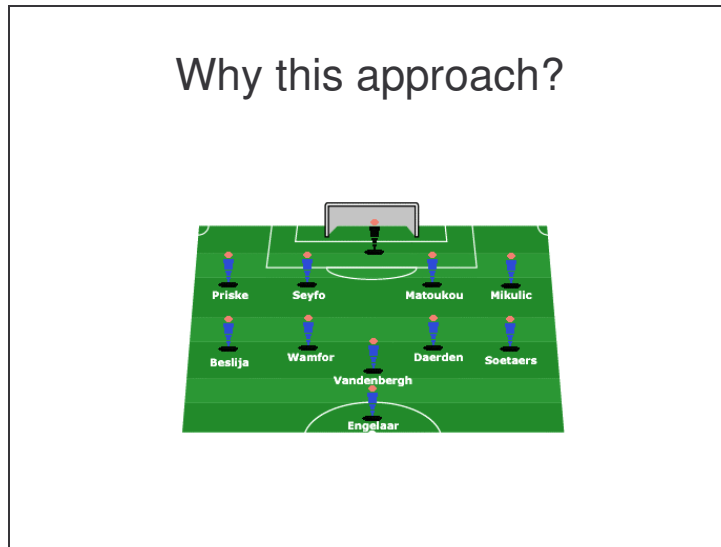 Why this approach?
Priske Seyfo Matoukou Mikulic
Beslija Wamfor Daerden Soetaers
Vandenbergh
Engelaar